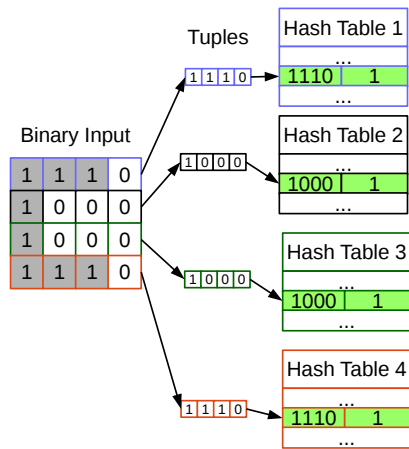 Tuples
Binary Input
1 1 1 0
1 0 0 0
1 0 0 0
1 1 1 0
1 1 1 0
1 0 0 0
1 0 0 0
1 1 1 0
Hash Table 1
...
1110 1
...
Hash Table 2
...
1000 1
...
Hash Table 3
...
1000 1
...
Hash Table 4
...
1110 1
...